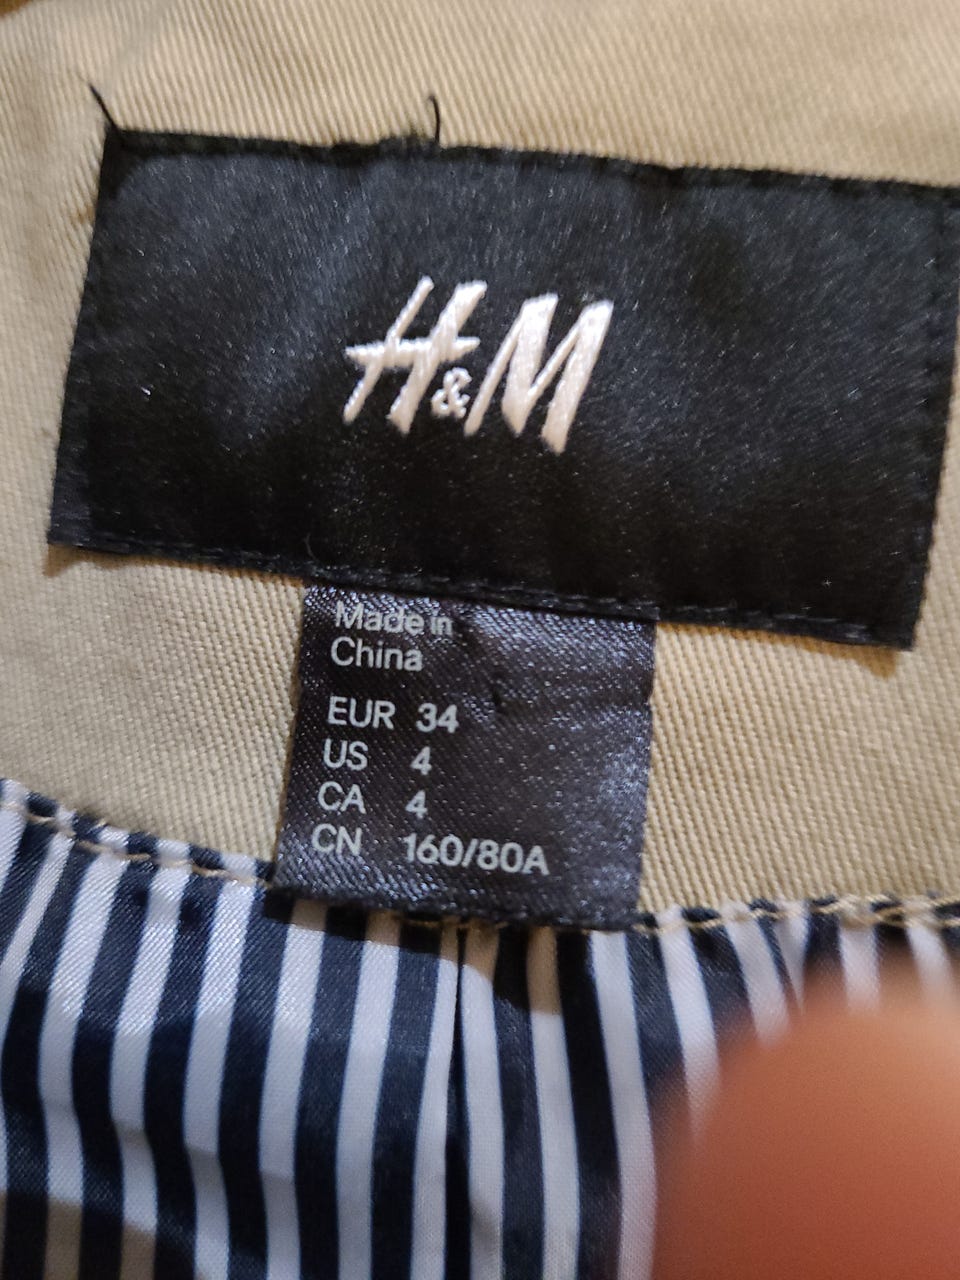 H&M
Made in
China
EUR 34
US 4
CA 4
CN 160/80A